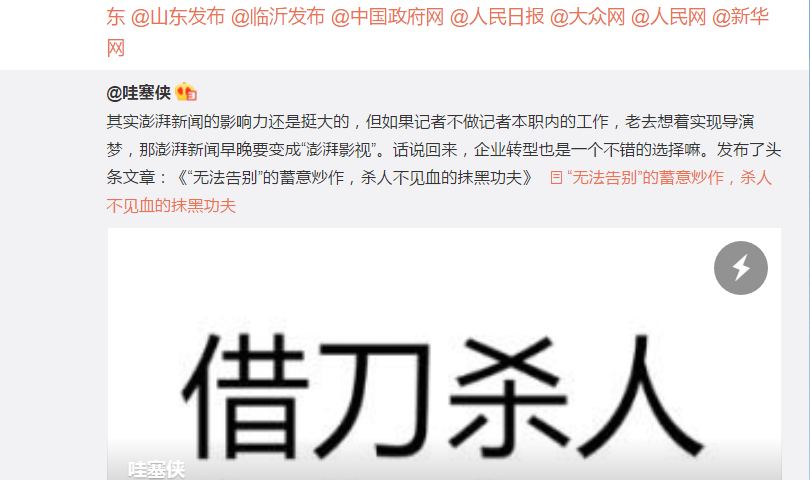 东 @山东发布 @临沂发布 @中国政府网 @人民日报 @大众网 @人民网 @新华
网
@哇塞侠
其实澎湃新闻的影响力还是挺大的，但如果记者不做记者本职内的工作，老去想着实现导演
梦，那澎湃新闻早晚要变成“澎湃影视”。话说回来，企业转型也是一个不错的选择嘛。发布了头
条文章：《“无法告别”的蓄意炒作，杀人不见血的抹黑功夫》 “无法告别”的蓄意炒作，杀人
不见血的抹黑功夫
借刀杀人
哇塞侠